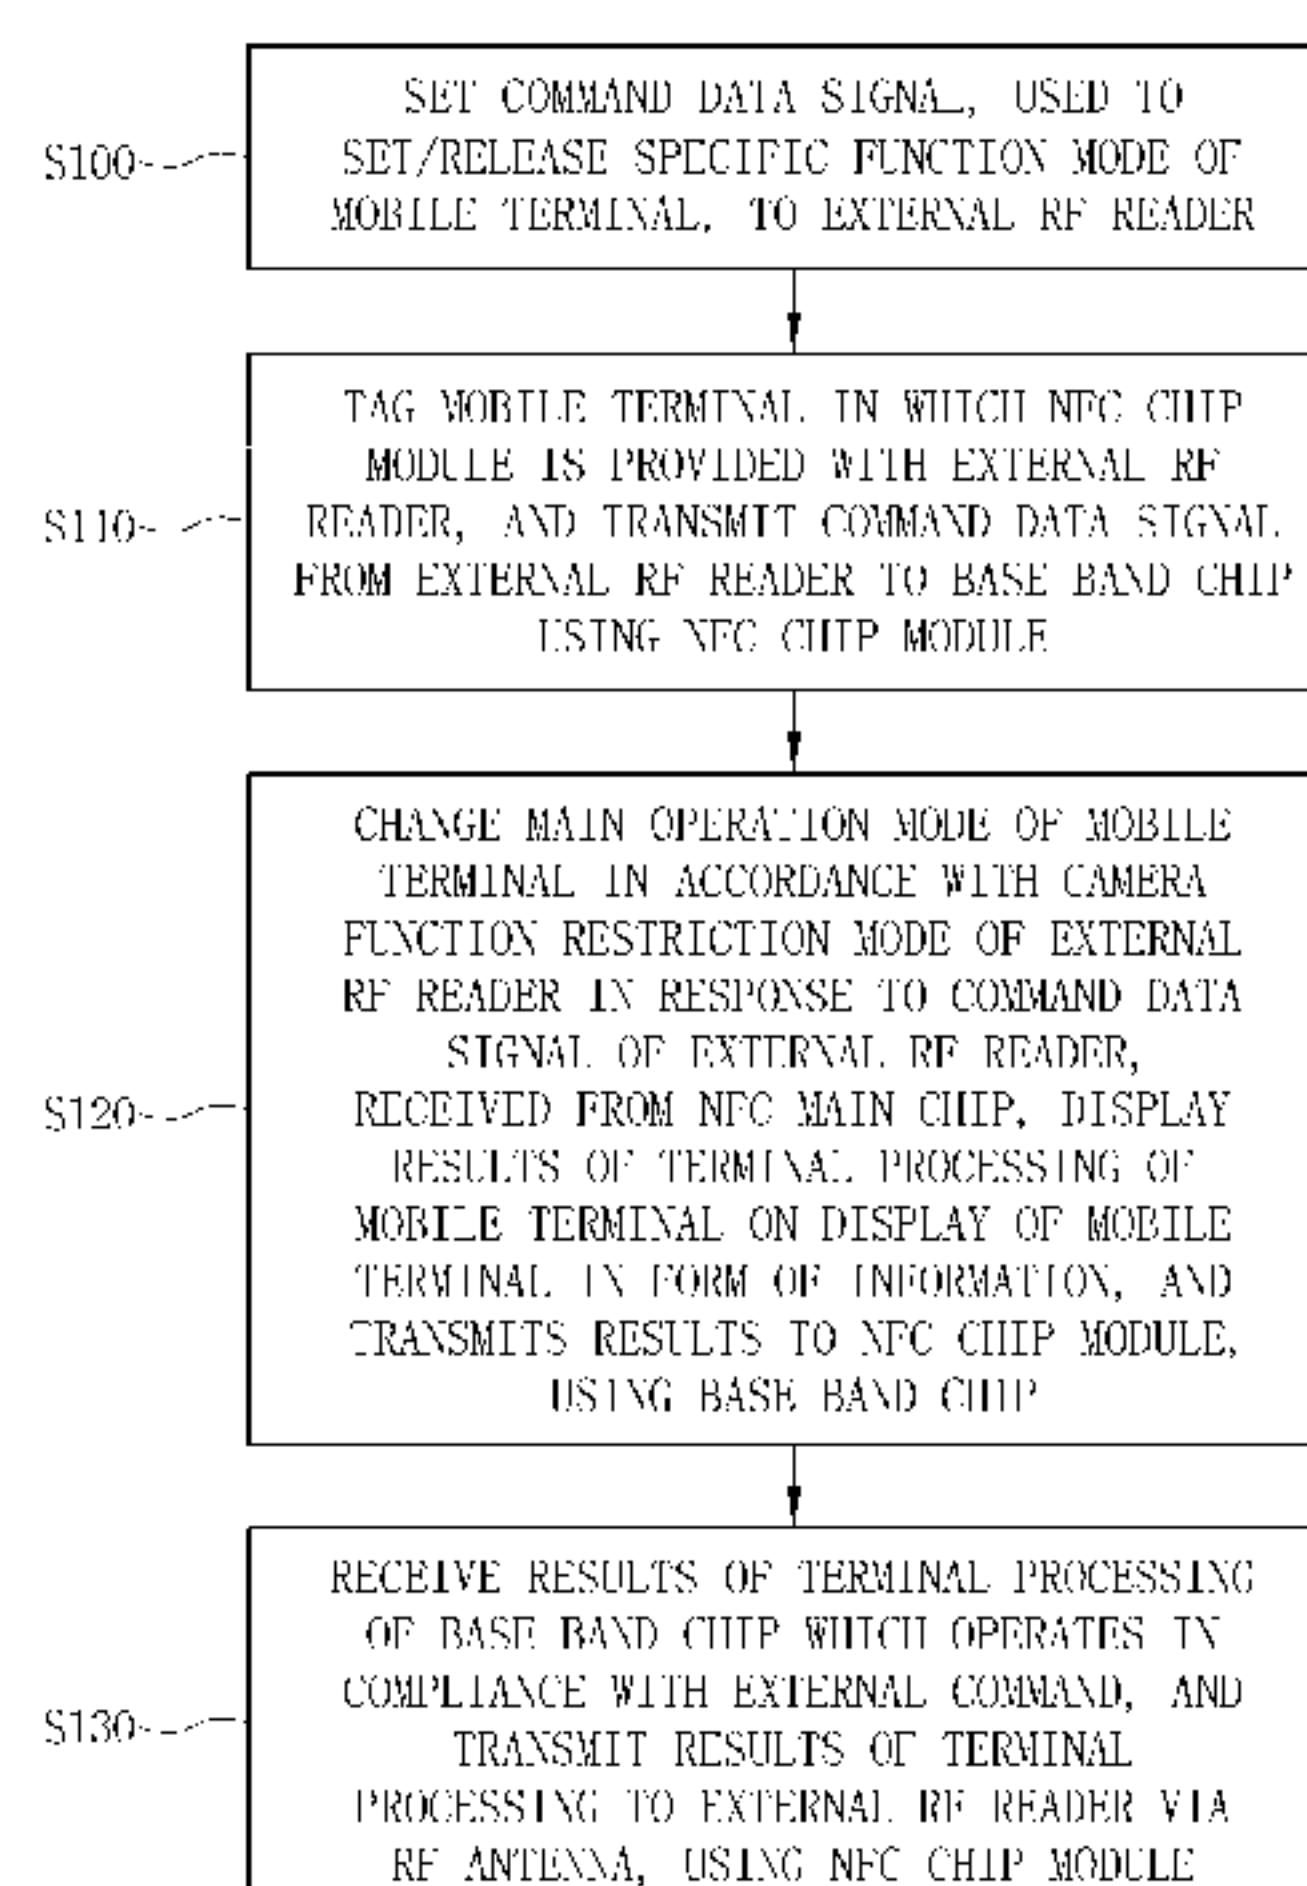 SET COMMAND DATA SIGNAL, USED TO
S100
SET/RELEASE SPECIFIC FUNCTION MODE OF
MOBILE TERMINAL, TO EXTERNAL RF READER
TAG MOBILE TERMINAL IN WHICH NFC CHIP
MODULE IS PROVIDED WITH EXTERNAL RF
S110
READER, AND TRANSMIT COMMAND DATA SIGNAL
FROM EXTERNAL RF READER TO BASE BAND CHIP
USING NFC CHIP MODULE
CHANGE MAIN OPERATION MODE OF MOBILE
TERMINAL IN ACCORDANCE WITH CAMERA
FUNCTION RESTRICTION MODE OF EXTERNAL
RF READER IN RESPONSE TO COMMAND DATA
SIGNAL OF EXTERNAL RF READER,
S120
RECEIVED FROM NFC MAIN CHIP, DISPLAY
RESULTS OF TERMINAL PROCESSING OF
MOBILE TERMINAL ON DISPLAY OF MOBILE
TERMINAL IN FORM OF INFORMATION, AND
TRANSMITS RESULTS TO NFC CHIP MODULE,
USING BASE BAND CHIP
RECEIVE RESULTS OF TERMINAL PROCESSING
OF BASE BAND CHIP WHICH OPERATES IN
COMPLIANCE WITH EXTERNAL COMMAND, AND
S130
TRANSMIT RESULTS OF TERMINAL
PROCESSING TO EXTERNAL RF READER VIA
RF ANTENNA, USING NFC CHIP MODULE